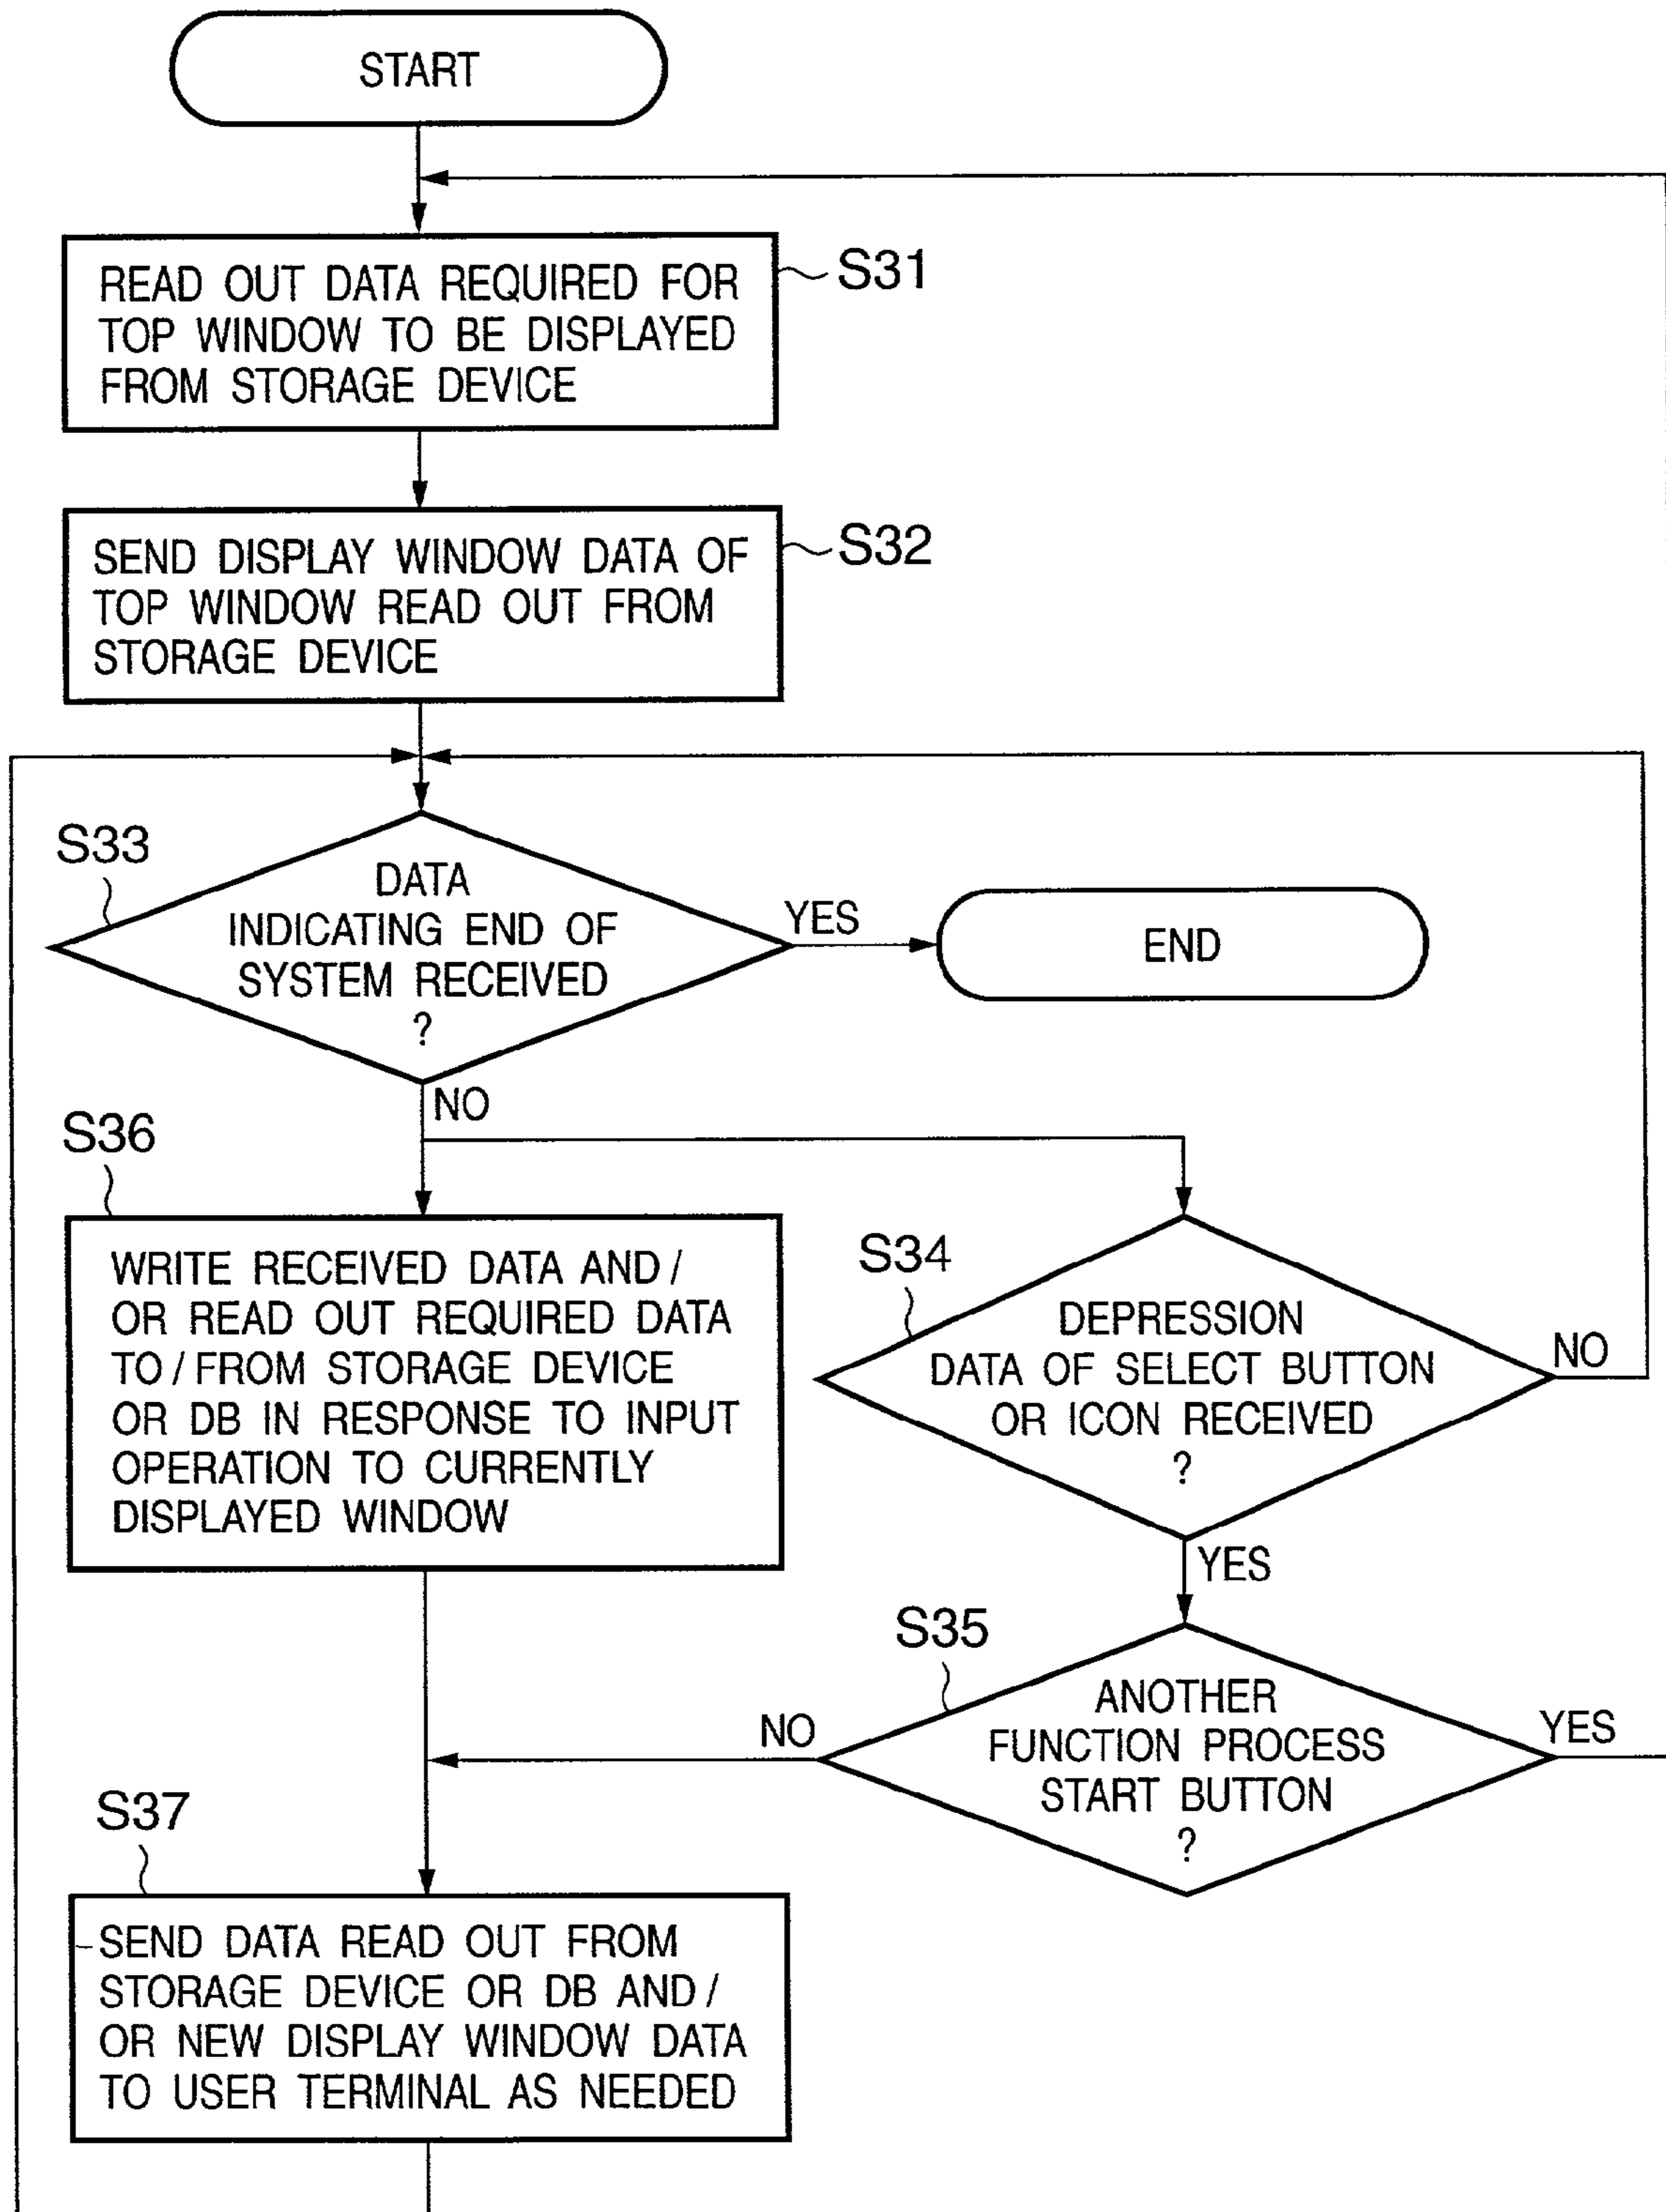 START
READ OUT DATA REQUIRED FOR
TOP WINDOW TO BE DISPLAYED
FROM STORAGE DEVICE
S31
SEND DISPLAY WINDOW DATA OF
TOP WINDOW READ OUT FROM
STORAGE DEVICE
S32
S33
DATA
INDICATING END OF
SYSTEM RECEIVED
?
YES
END
NO
S36
WRITE RECEIVED DATA AND /
OR READ OUT REQUIRED DATA
TO / FROM STORAGE DEVICE
OR DB IN RESPONSE TO INPUT
OPERATION TO CURRENTLY
DISPLAYED WINDOW
S34
DEPRESSION
DATA OF SELECT BUTTON
OR ICON RECEIVED
?
NO
YES
S35
ANOTHER
FUNCTION PROCESS
START BUTTON
?
NO
YES
S37
SEND DATA READ OUT FROM
STORAGE DEVICE OR DB AND /
OR NEW DISPLAY WINDOW DATA
TO USER TERMINAL AS NEEDED